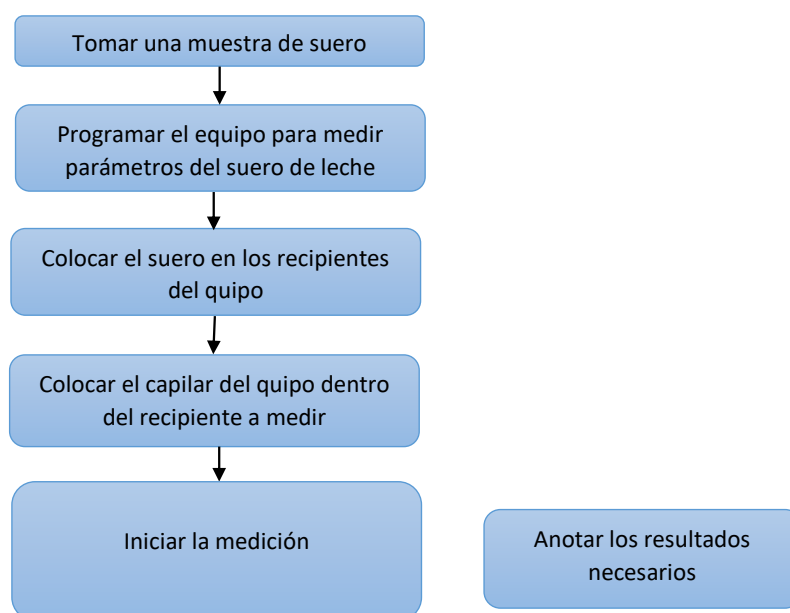 Tomar una muestra de suero
Programar el equipo para medir
parámetros del suero de leche
Colocar el suero en los recipientes
del quipo
Colocar el capilar del quipo dentro
del recipiente a medir
Iniciar la medición
Anotar los resultados
necesarios